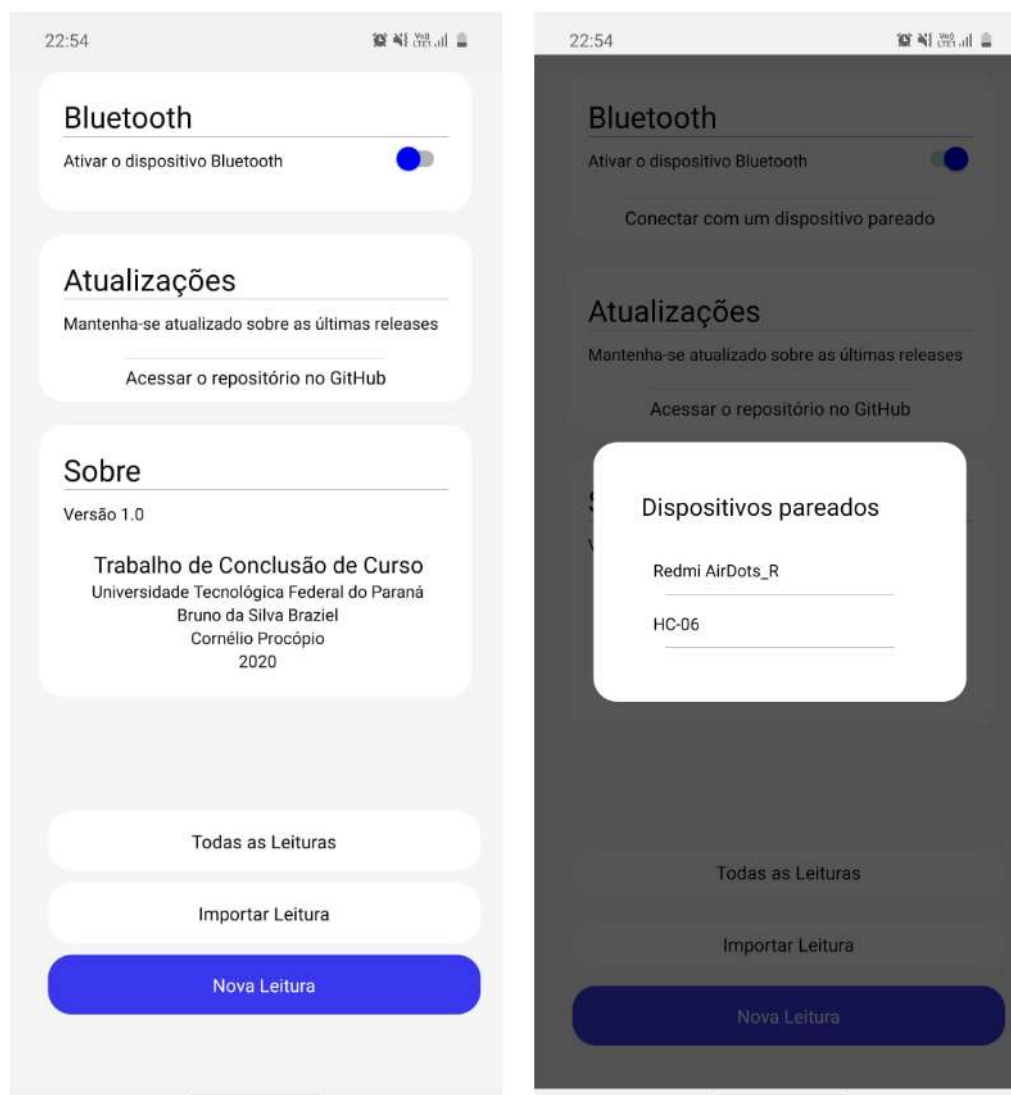 22:54
Bluetooth
Ativar o dispositivo Bluetooth
Atualizações
Mantenha-se atualizado sobre as últimas releases
Acessar o repositório no GitHub
Sobre
Versão 1.0
Trabalho de Conclusão de Curso
Universidade Tecnológica Federal do Paraná
Bruno da Silva Braziel
Cornélio Procópio
2020
Todas as Leituras
Importar Leitura
Nova Leitura
22:54
Bluetooth
Ativar o dispositivo Bluetooth
Conectar com um dispositivo pareado
Atualizações
Mantenha-se atualizado sobre as últimas releases
Acessar o repositório no GitHub
Dispositivos pareados
Redmi AirDots_R
HC-06
Todas as Leituras
Importar Leitura
Nova Leitura